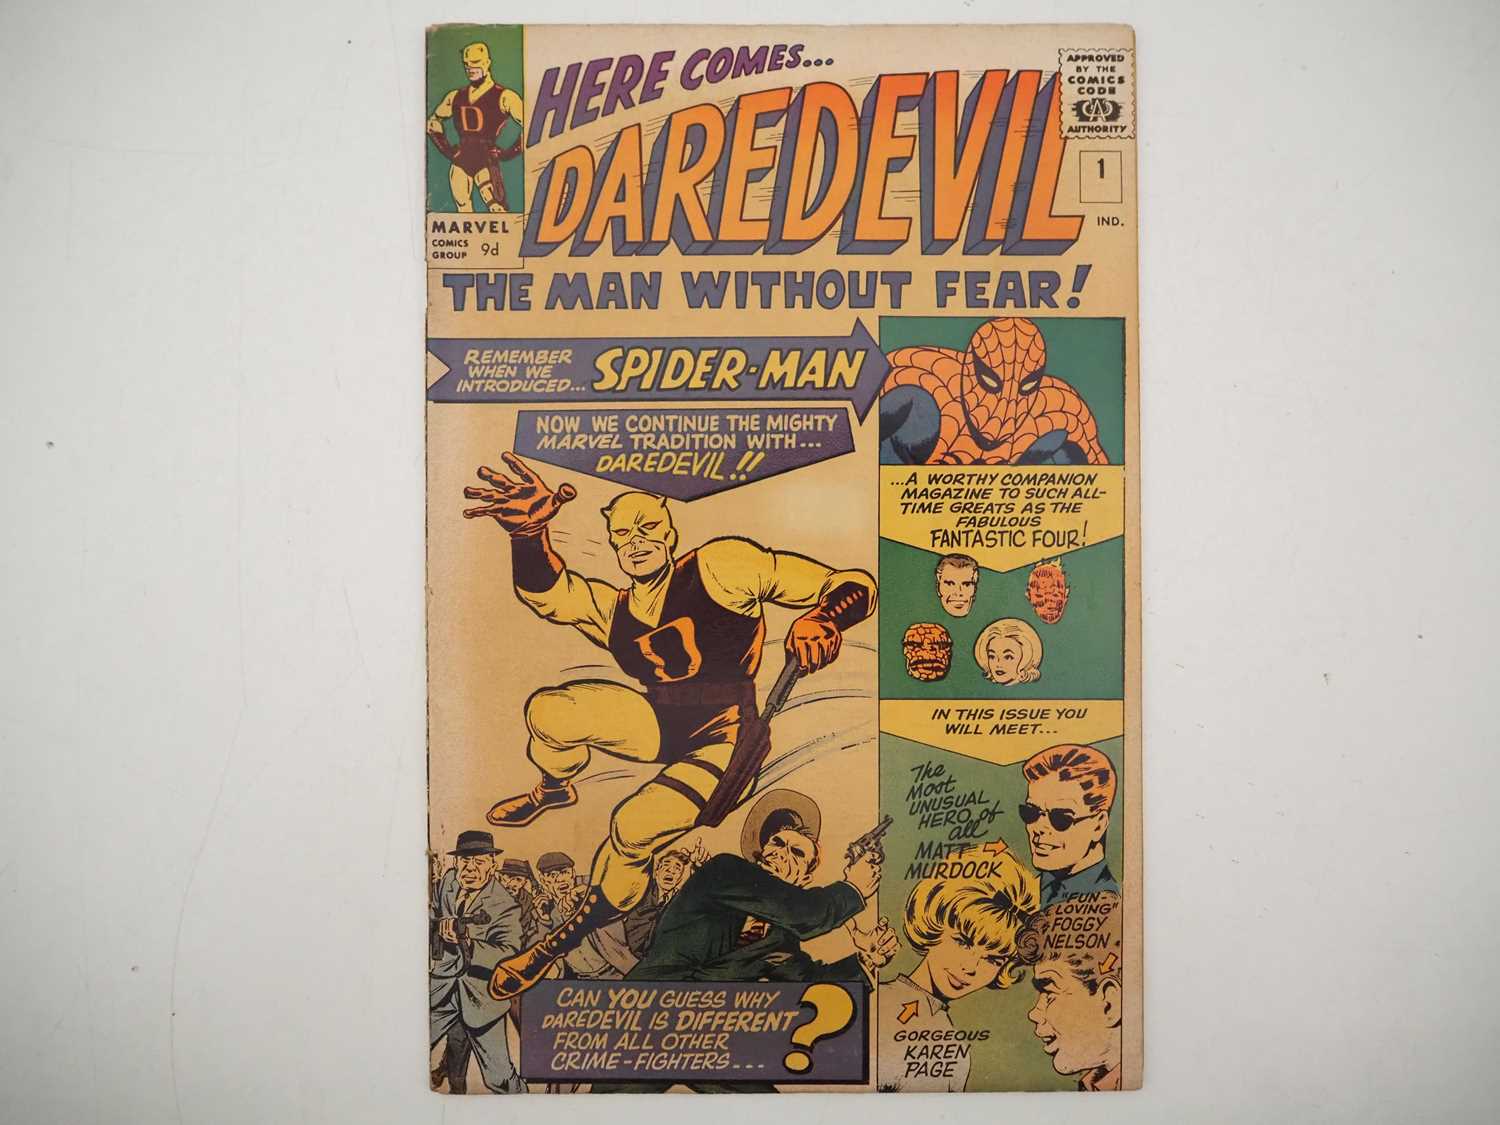 HERE COMES...
DAREDEVIL
THE MAN WITHOUT FEAR!
D
MARVEL
COMICS
GROUP 9d
APPROVED
BY THE
COMICS
CODE
CA
AUTHORITY
1
IND.
REMEMBER
WHEN WE
INTRODUCED...
SPIDER-MAN
NOW WE CONTINUE THE MIGHTY
MARVEL TRADITION WITH...
DAREDEVIL!!
D
...A WORTHY COMPANION
MAGAZINE TO SUCH ALL-
TIME GREATS AS THE
FABULOUS
FANTASTIC FOUR!
IN THIS ISSUE YOU
WILL MEET...
The
Most
UNUSUAL
HERO of
all
MATT
MURDOCK
"FUN-
LOVING"
FOGGY
NELSON
GORGEOUS
KAREN
PAGE
CAN YOU GUESS WHY
DAREDEVIL IS DIFFERENT
FROM ALL OTHER
CRIME-FIGHTERS...
?